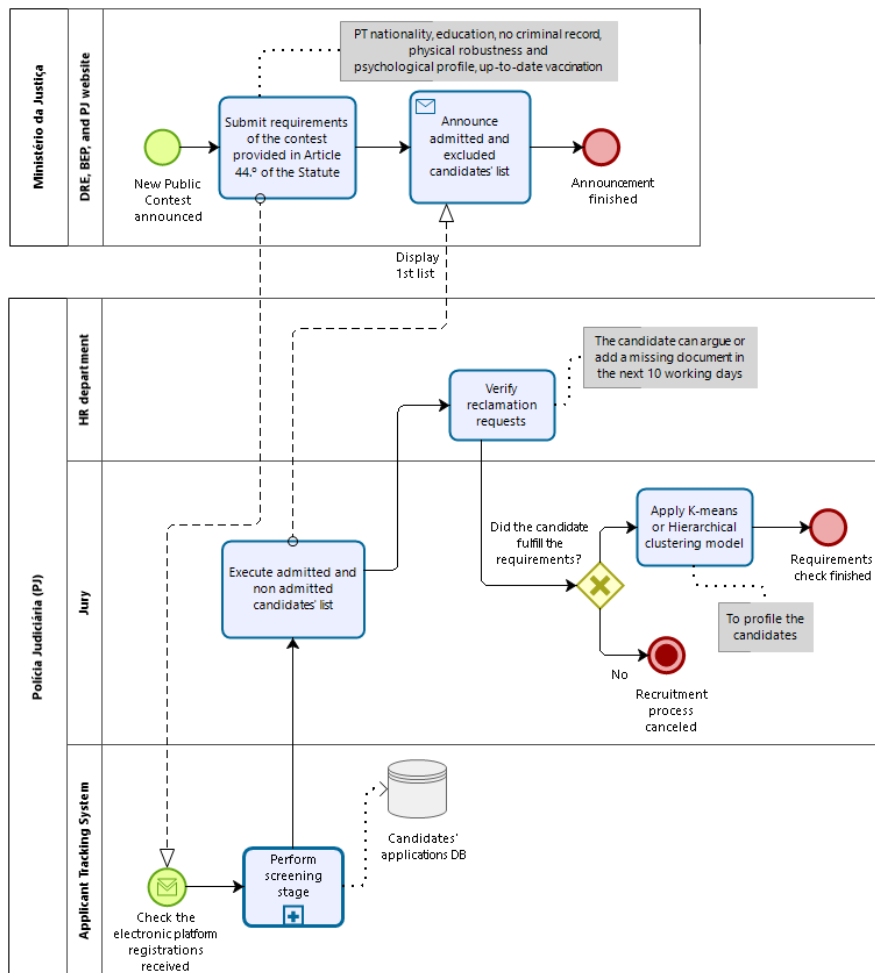 Ministério da Justiça
DRE, BEP, and PJ website
PT nationality, education, no criminal record,
physical robustness and
psychological profile, up-to-date vaccination
New Public
Contest
announced
Submit requirements
of the contest
provided in Article
44.º of the Statute
Announce
admitted and
excluded
candidates' list
Announcement
finished
Display
1st list
Polícia Judiciária (PJ)
HR department
Verify
reclamation
requests
The candidate can argue or
add a missing document in
the next 10 working days
Jury
Execute admitted and
non admitted
candidates' list
Did the candidate
fulfill the
requirements?
Apply K-means
or Hierarchical
clustering model
Requirements
check finished
To profile the
candidates
No
Recruitment
process
canceled
Applicant Tracking System
Check the
electronic platform
registrations
received
Perform
screening
stage
Candidates'
applications DB